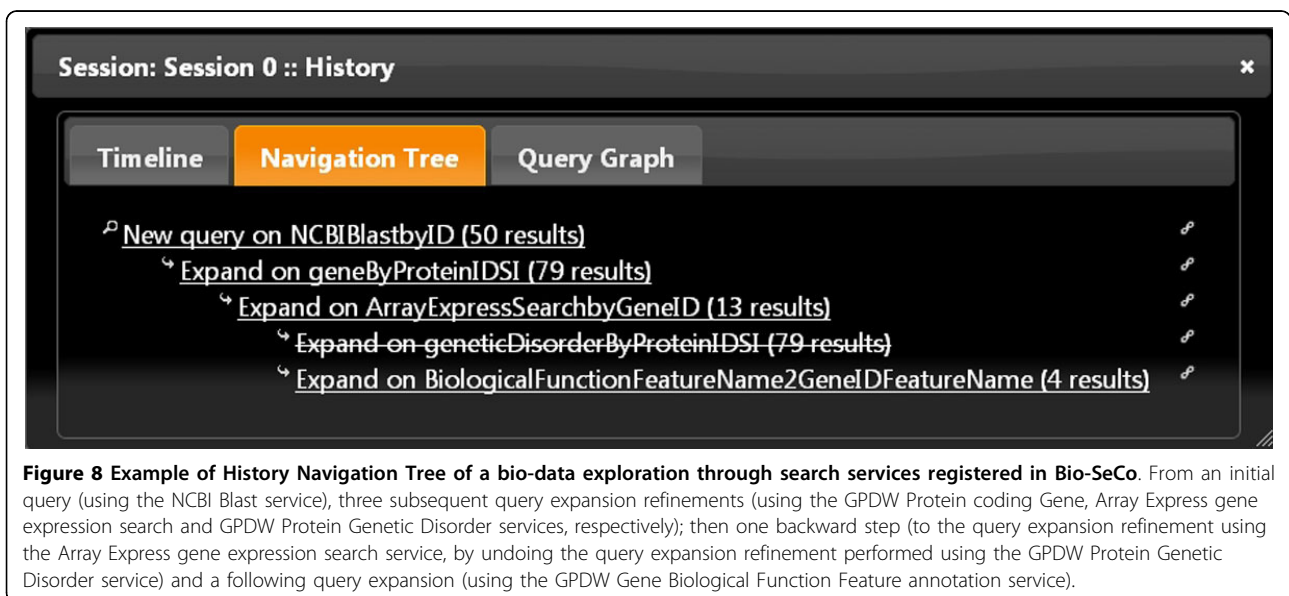 Session: Session 0 :: History
Timeline
Navigation Tree
Query Graph
New query on NCBIBlastbyID (50 results)
Expand on geneByProteinIDSI (79 results)
Expand on ArrayExpressSearchbyGeneID (13 results)
Expand on geneticDisorderByProteinIDSI (79 results)
Expand on BiologicalFunctionFeatureName2GeneIDFeatureName (4 results)
Figure 8 Example of History Navigation Tree of a bio-data exploration through search services registered in Bio-SeCo. From an initial
query (using the NCBI Blast service), three subsequent query expansion refinements (using the GPDW Protein coding Gene, Array Express gene
expression search and GPDW Protein Genetic Disorder services, respectively); then one backward step (to the query expansion refinement using
the Array Express gene expression search service, by undoing the query expansion refinement performed using the GPDW Protein Genetic
Disorder service) and a following query expansion (using the GPDW Gene Biological Function Feature annotation service).